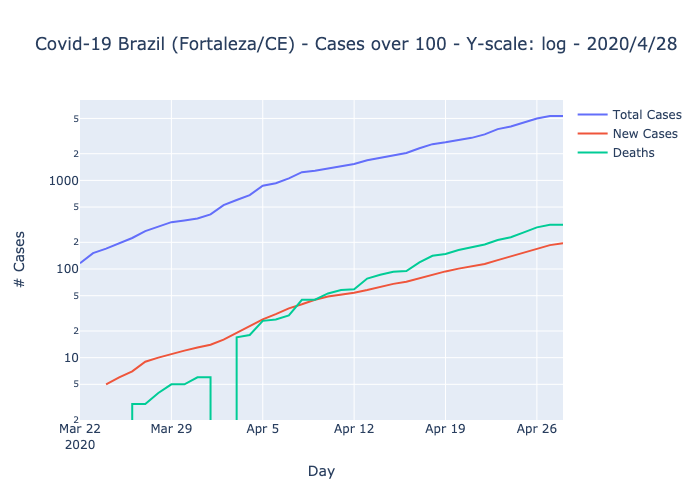 Covid-19 Brazil (Fortaleza/CE) - Cases over 100 - Y-scale: log - 2020/4/28
Total Cases
New Cases
Deaths
5
2
1000
5
2
100
5
2
10
5
2
# Cases
Mar 22 Mar 29 Apr 5 Apr 12 Apr 19 Apr 26
2020
Day